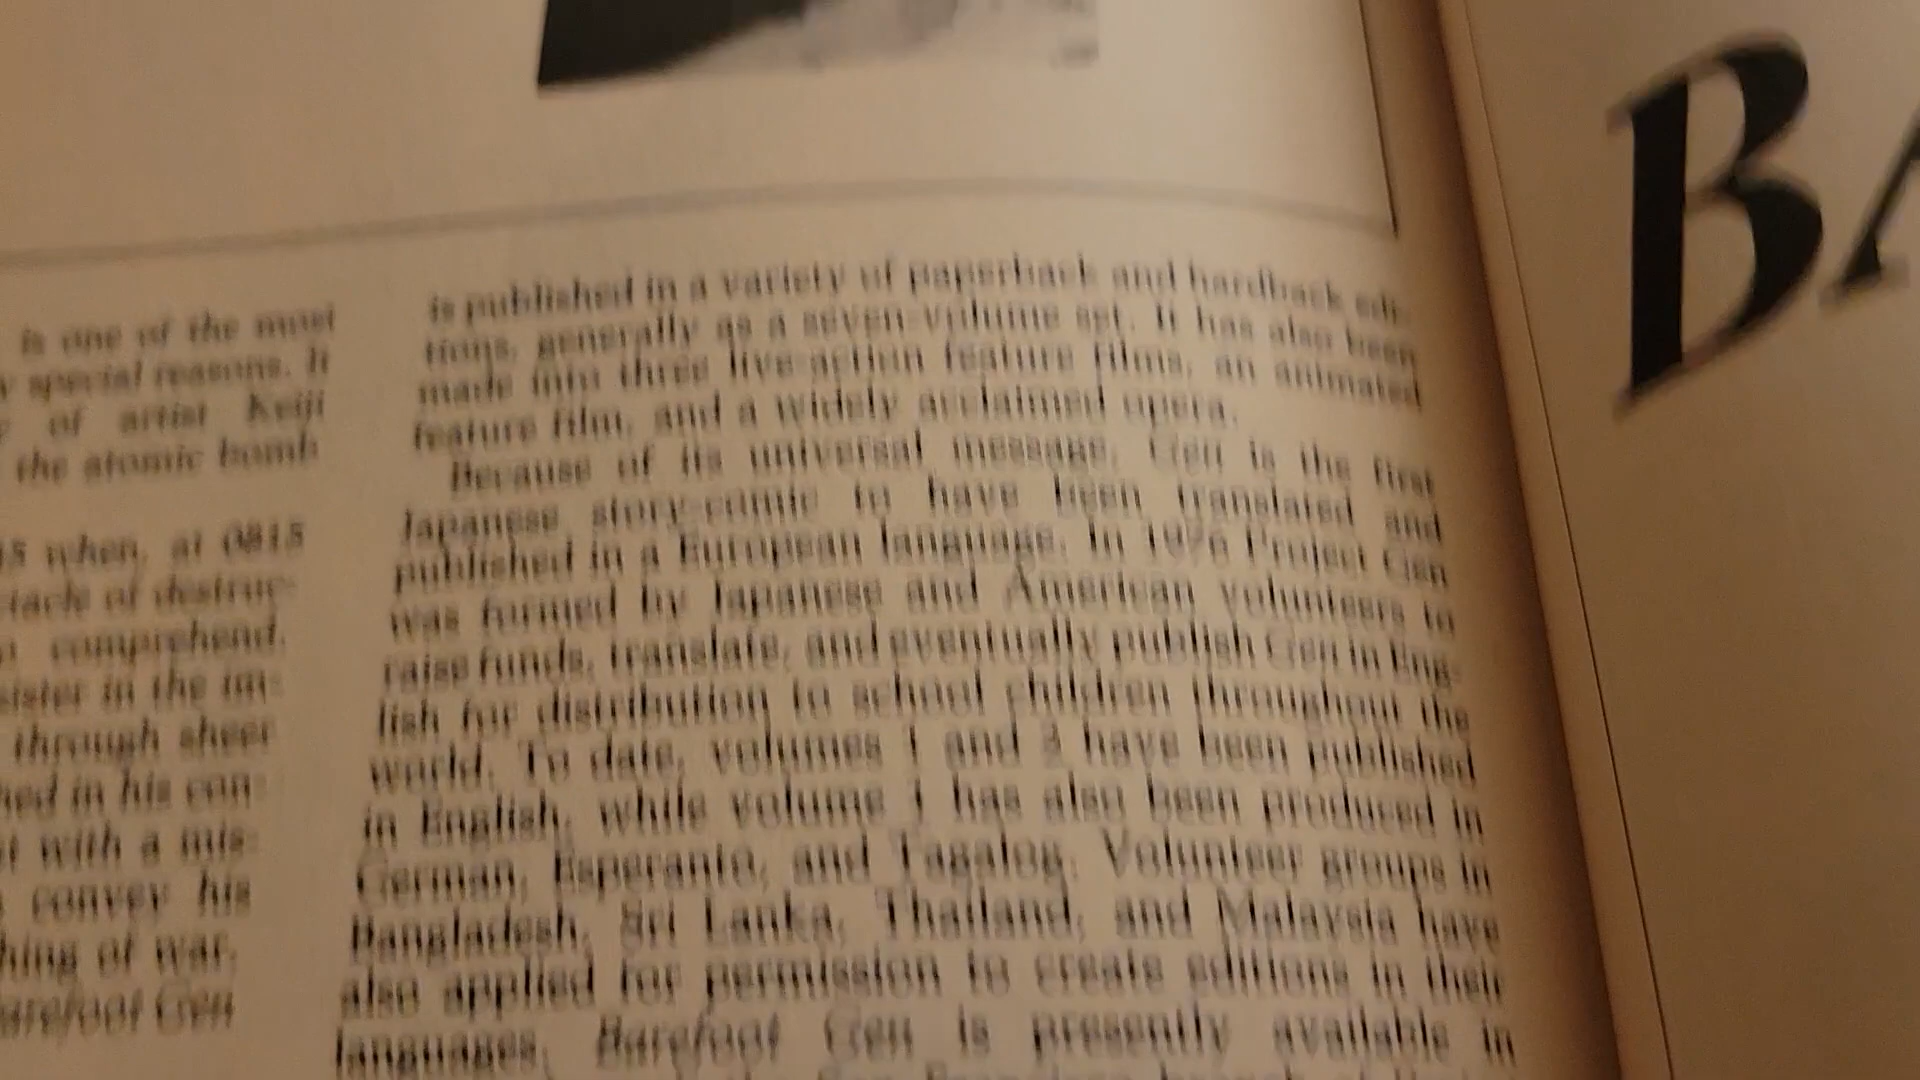 is one of the most
special reasons. It
of artist Keiji
the atomic bomb
15 when, at 0815
tacle of destruc-
comprehend.
sister in the im-
through sheer
in his con-
with a mis-
convey his
of war.
Barefoot Gen
is published in a variety of paperback and hardback edi-
tions, generally as a seven-volume set. It has also been
made into three live-action feature films, an animated
feature film, and a widely acclaimed opera.
Because of its universal message, Gen is the first
Japanese story-comic to have been translated and
published in a European language. In 1976 Project Gen
was formed by Japanese and American volunteers to
raise funds, translate, and eventually publish Gen in Eng-
lish for distribution to school children throughout the
world. To date, volumes 1 and 2 have been published
in English, while volume 1 has also been produced in
German, Esperanto, and Tagalog. Volunteer groups in
Bangladesh, Sri Lanka, Thailand, and Malaysia have
also applied for permission to create editions in their
languages. Barefoot Gen is presently available in
BA